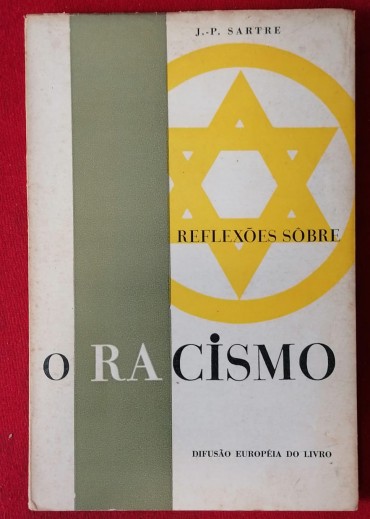 J.-P. SARTRE
REFLEXÕES SÔBRE
O RACISMO
DIFUSÃO EUROPÉIA DO LIVRO